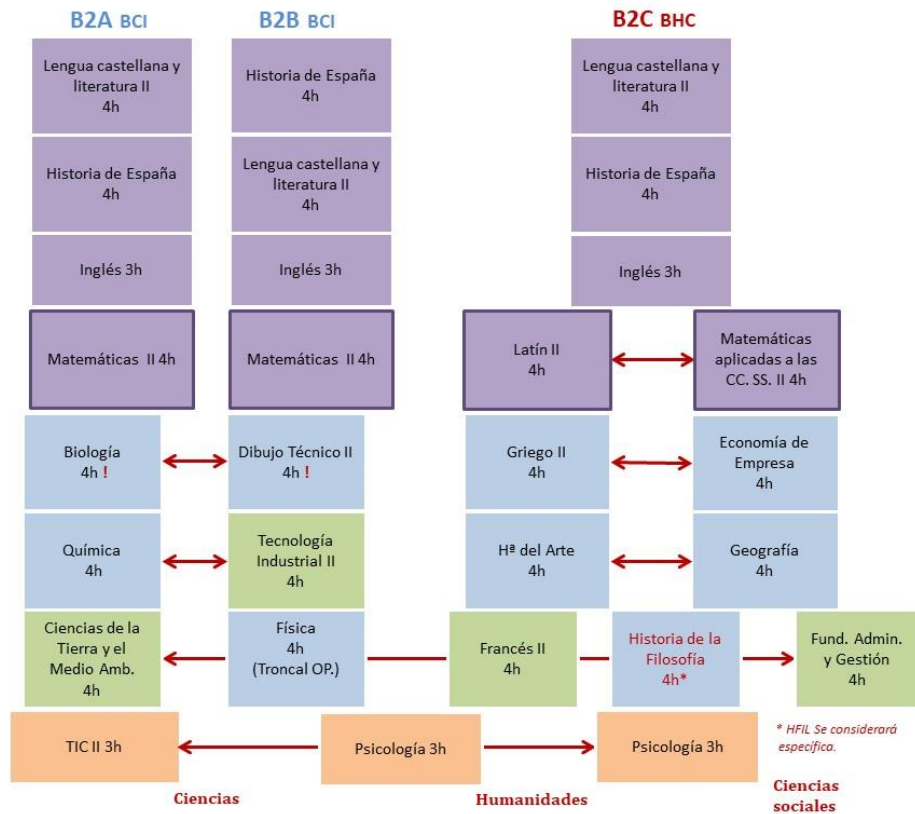 B2A BCI
B2B BCI
B2C BHC
Lengua castellana y
literatura II
4h
Historia de España
4h
Lengua castellana y
literatura II
4h
Historia de España
4h
Lengua castellana y
literatura II
4h
Historia de España
4h
Inglés 3h
Inglés 3h
Inglés 3h
Matemáticas II 4h
Matemáticas II 4h
Latín II
4h
Matemáticas
aplicadas a las
CC. SS. II 4h
Biología
4h !
Dibujo Técnico II
4h !
Griego II
4h
Economía de
Empresa
4h
Química
4h
Tecnología
Industrial II
4h
Hª del Arte
4h
Geografía
4h
Ciencias de la
Tierra y el
Medio Amb.
4h
Física
4h
(Troncal OP.)
Francés II
4h
Historia de la
Filosofía
4h*
Fund. Admin.
y Gestión
4h
TIC II 3h
Psicología 3h
Psicología 3h
* HFIL Se considerará
específica.
Ciencias
Humanidades
Ciencias
sociales